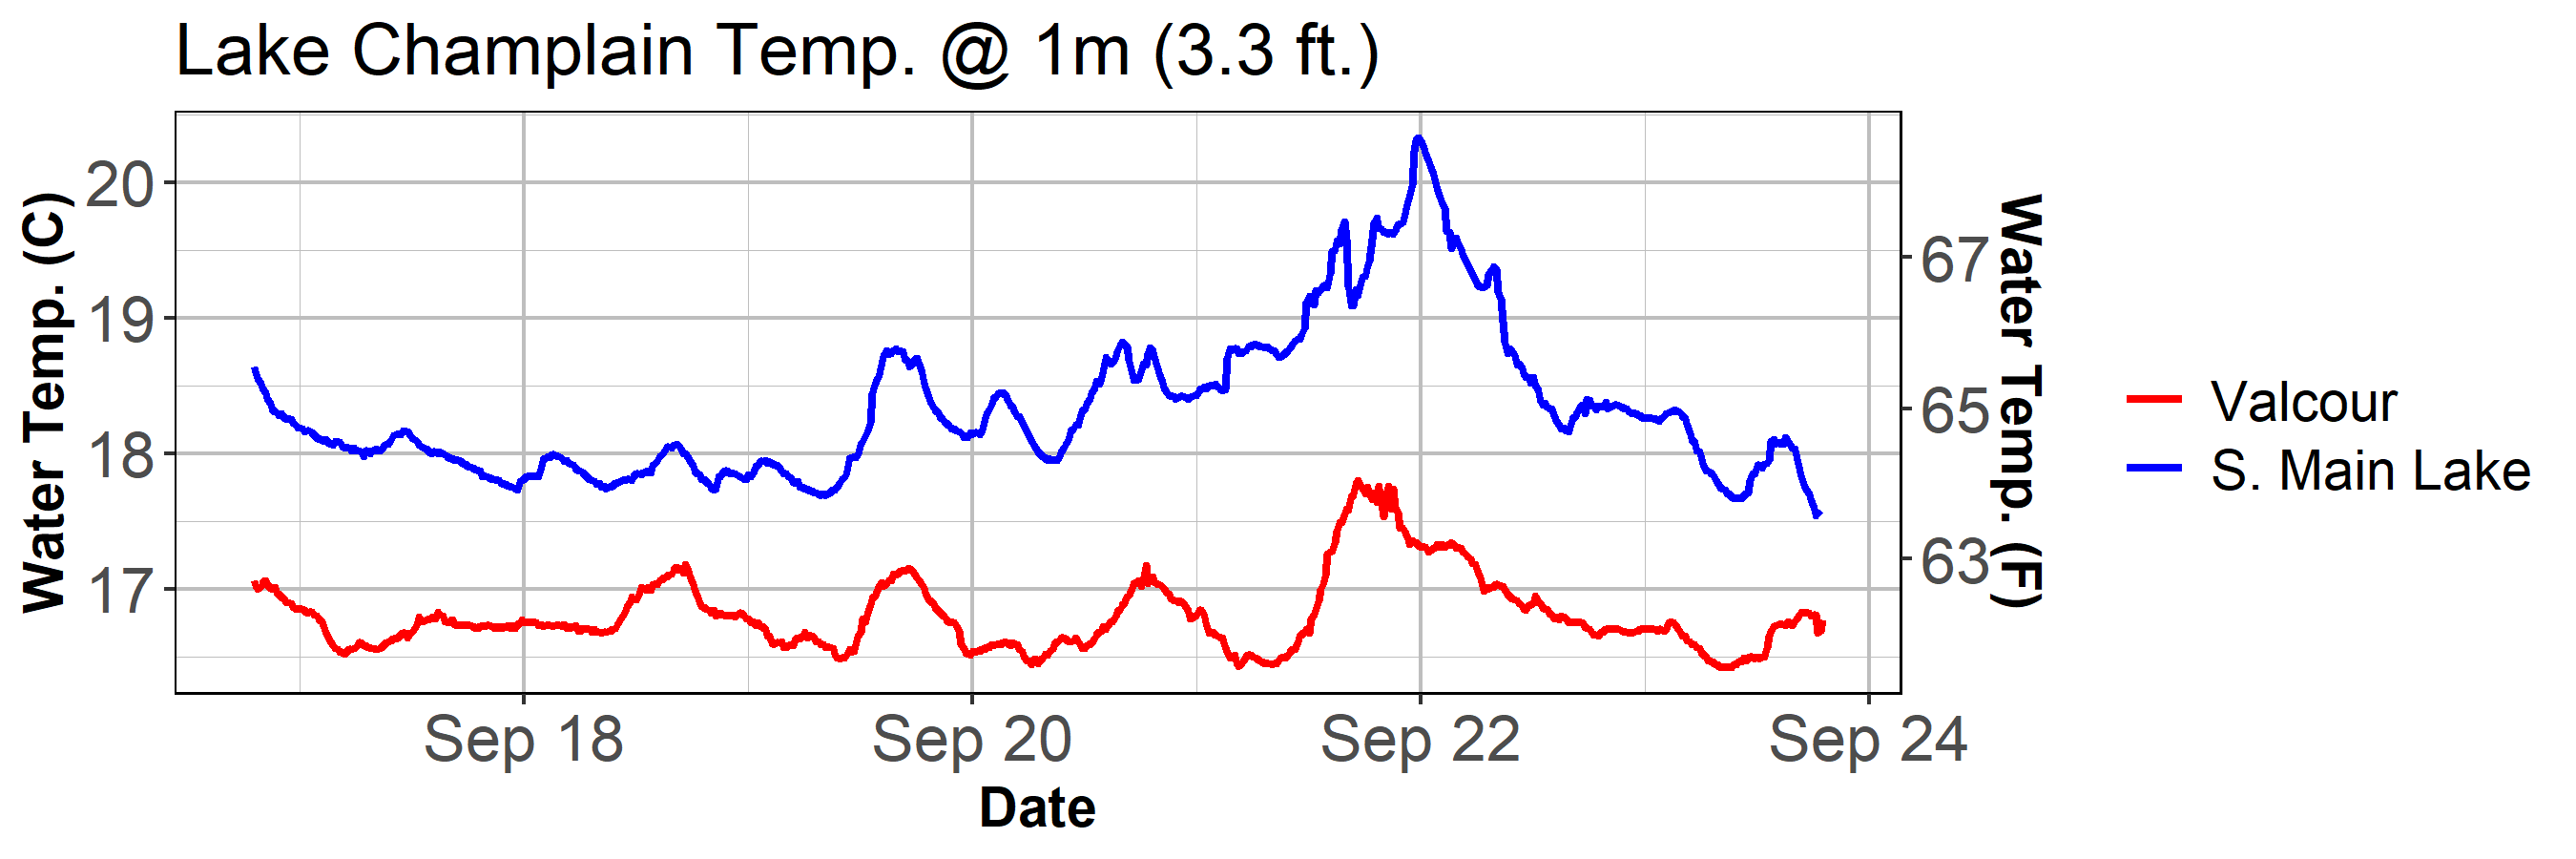 Lake Champlain Temp. @ 1m (3.3 ft.)
Water Temp. (C)
20
19
18
17
67
65
63
Water Temp. (F)
Sep 18
Sep 20
Sep 22
Sep 24
Date
Valcour
S. Main Lake